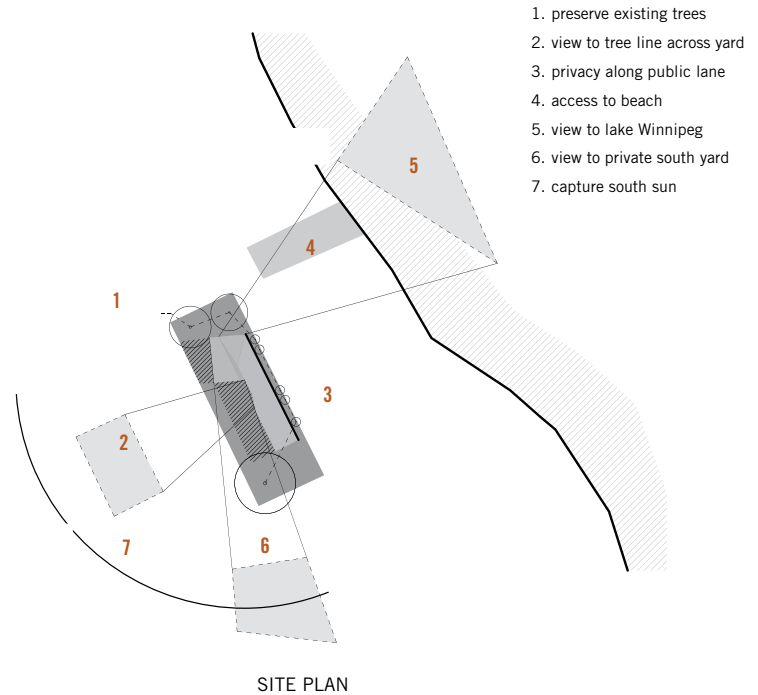 1. preserve existing trees
2. view to tree line across yard
3. privacy along public lane
4. access to beach
5. view to lake Winnipeg
6. view to private south yard
7. capture south sun
5
4
1
3
2
7
6
SITE PLAN